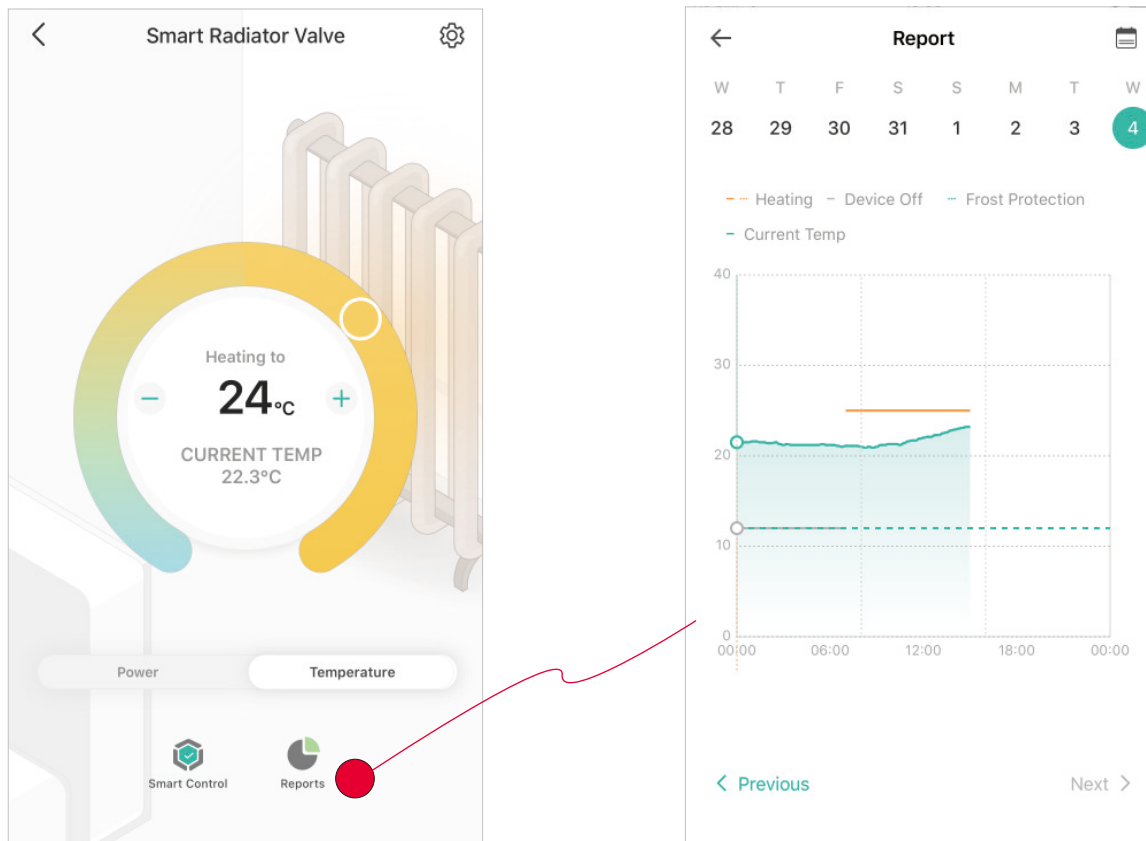 Smart Radiator Valve
Heating to
24°C
CURRENT TEMP
22.3°C
Power Temperature
Smart Control Reports
Report
W T F S S M T W
28 29 30 31 1 2 3 4
Heating Device Off Frost Protection
Current Temp
40
30
20
10
0
00:00 06:00 12:00 18:00 00:00
Previous Next